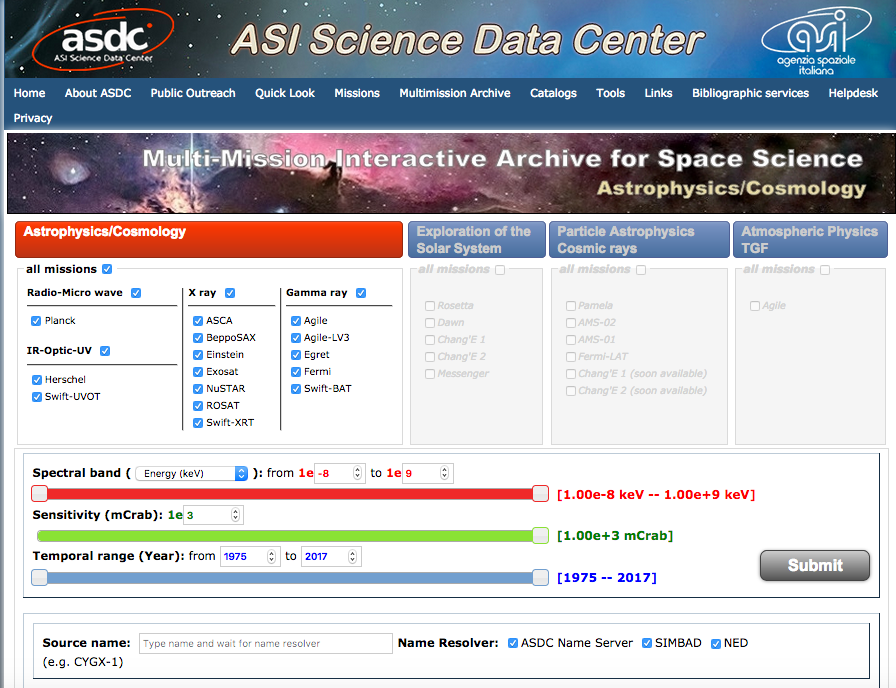 asdc
ASI Science Data Center
ASI Science Data Center
asi
agenzia spaziale
italiana
Home About ASDC Public Outreach Quick Look Missions Multimission Archive Catalogs Tools Links Bibliographic services Helpdesk
Privacy
Multi-Mission Interactive Archive for Space Science
Astrophysics/Cosmology
Astrophysics/Cosmology
Exploration of the
Solar System
Particle Astrophysics
Cosmic rays
Atmospheric Physics
TGF
all missions
Radio-Micro wave
Planck
IR-Optic-UV
Herschel
Swift-UVOT
X ray
ASCA
BeppoSAX
Einstein
Exosat
NuSTAR
ROSAT
Swift-XRT
Gamma ray
Agile
Agile-LV3
Egret
Fermi
Swift-BAT
all missions
Rosetta
Dawn
Chang'E 1
Chang'E 2
Messenger
all missions
Pamela
AMS-02
AMS-01
Fermi-LAT
Chang'E 1 (soon available)
Chang'E 2 (soon available)
all missions
Agile
Spectral band ( Energy (keV) ): from 1e -8 to 1e 9
[1.00e-8 keV -- 1.00e+9 keV]
Sensitivity (mCrab): 1e 3
[1.00e+3 mCrab]
Temporal range (Year): from 1975 to 2017
[1975 -- 2017]
Submit
Source name: Type name and wait for name resolver Name Resolver: ASDC Name Server SIMBAD NED
(e.g. CYGX-1)